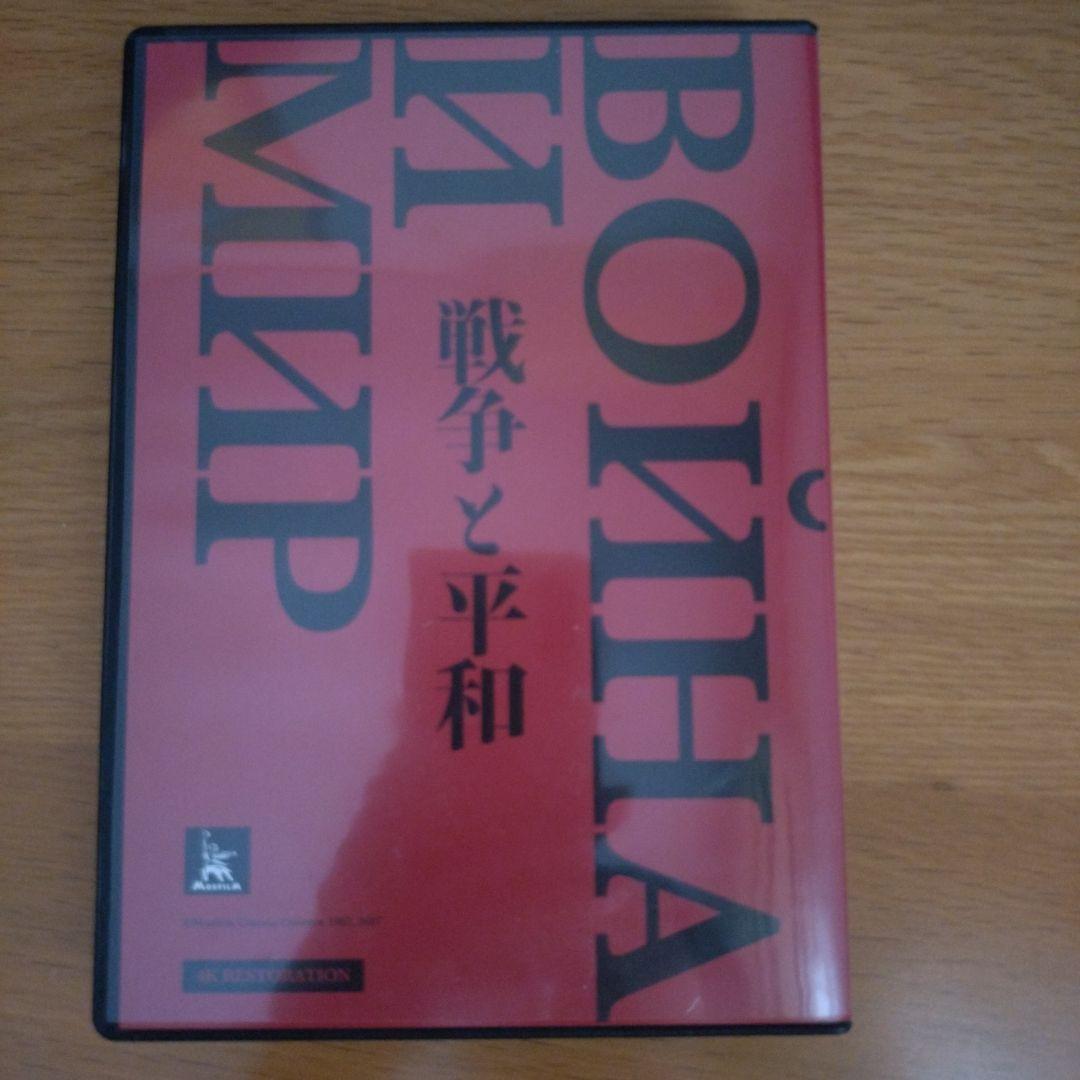 ВОЙНА
И
МИР
戦争と平和
MOSFILM
4K RESTORATION